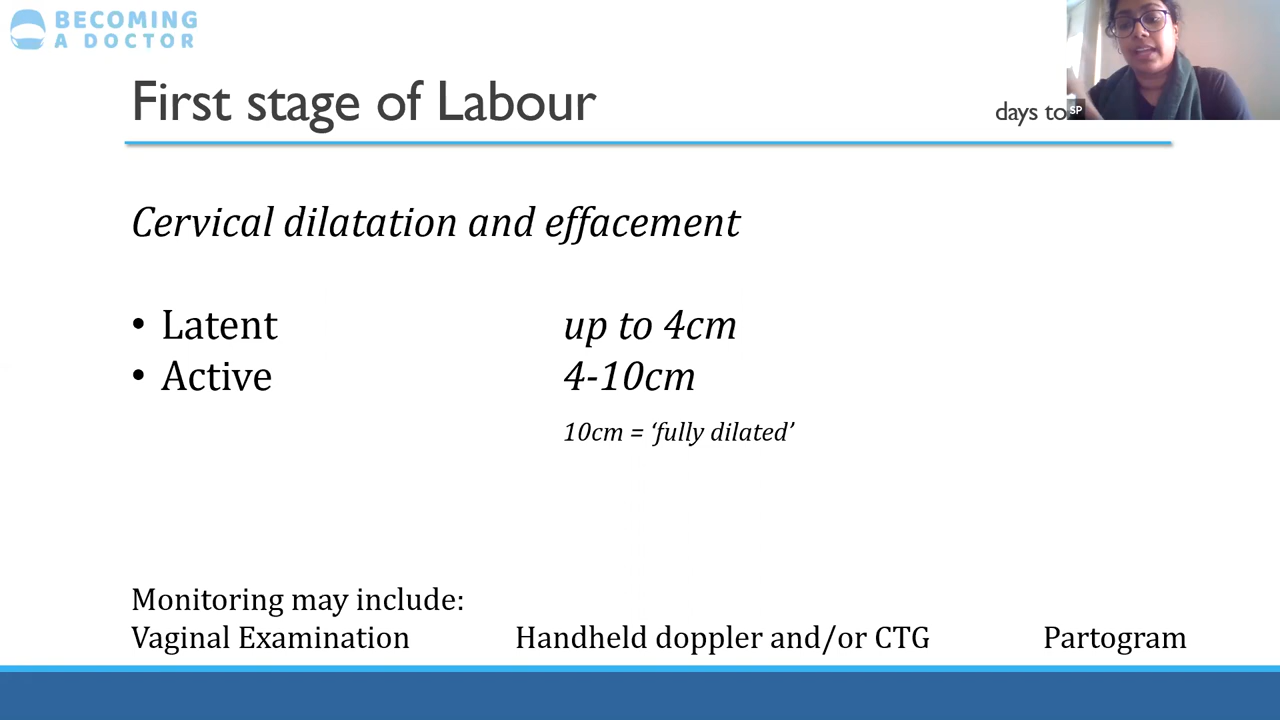 BECOMING
A DOCTOR
First stage of Labour
days to
SP
Cervical dilatation and effacement
• Latent up to 4cm
• Active 4-10cm
10cm = ‘fully dilated’
Monitoring may include:
Vaginal Examination Handheld doppler and/or CTG Partogram